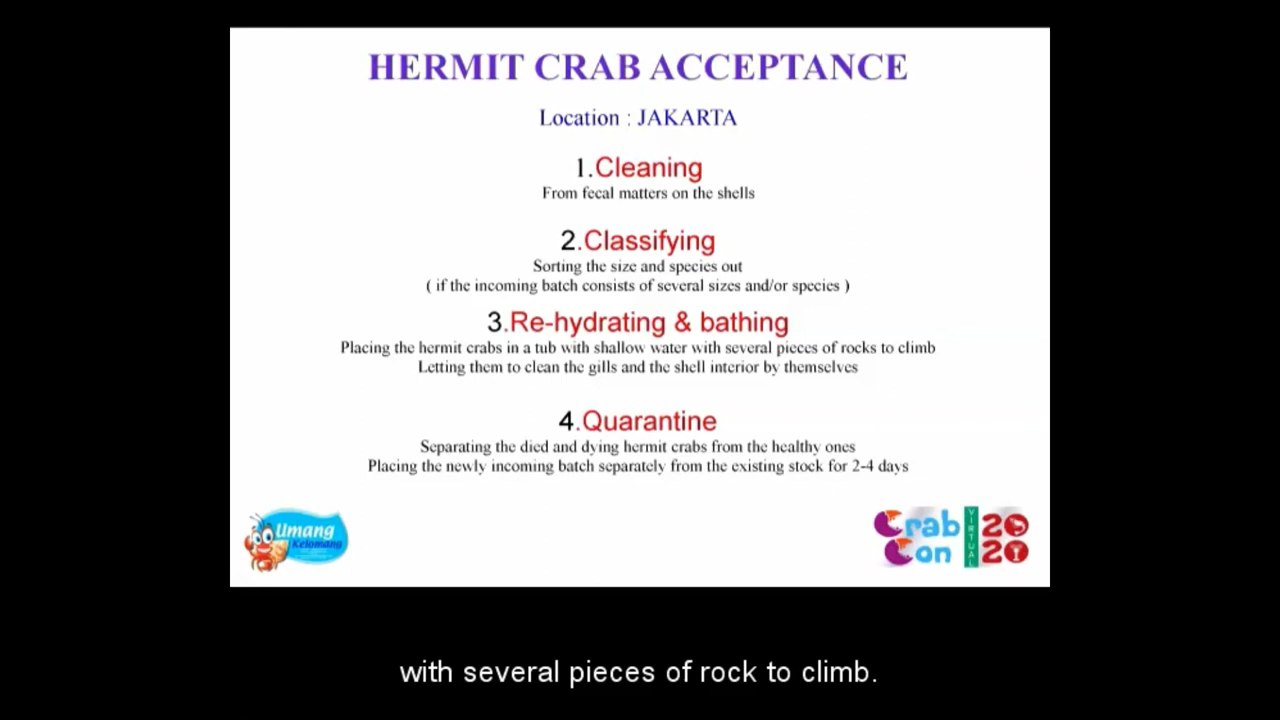 HERMIT CRAB ACCEPTANCE
Location : JAKARTA
1.Cleaning
From fecal matters on the shells
2.Classifying
Sorting the size and species out
( if the incoming batch consists of several sizes and/or species )
3.Re-hydrating & bathing
Placing the hermit crabs in a tub with shallow water with several pieces of rocks to climb
Letting them to clean the gills and the shell interior by themselves
4.Quarantine
Separating the died and dying hermit crabs from the healthy ones
Placing the newly incoming batch separately from the existing stock for 2-4 days
Umang
Kelomang
Crab
Con
VIRTUAL
20
20
with several pieces of rock to climb.